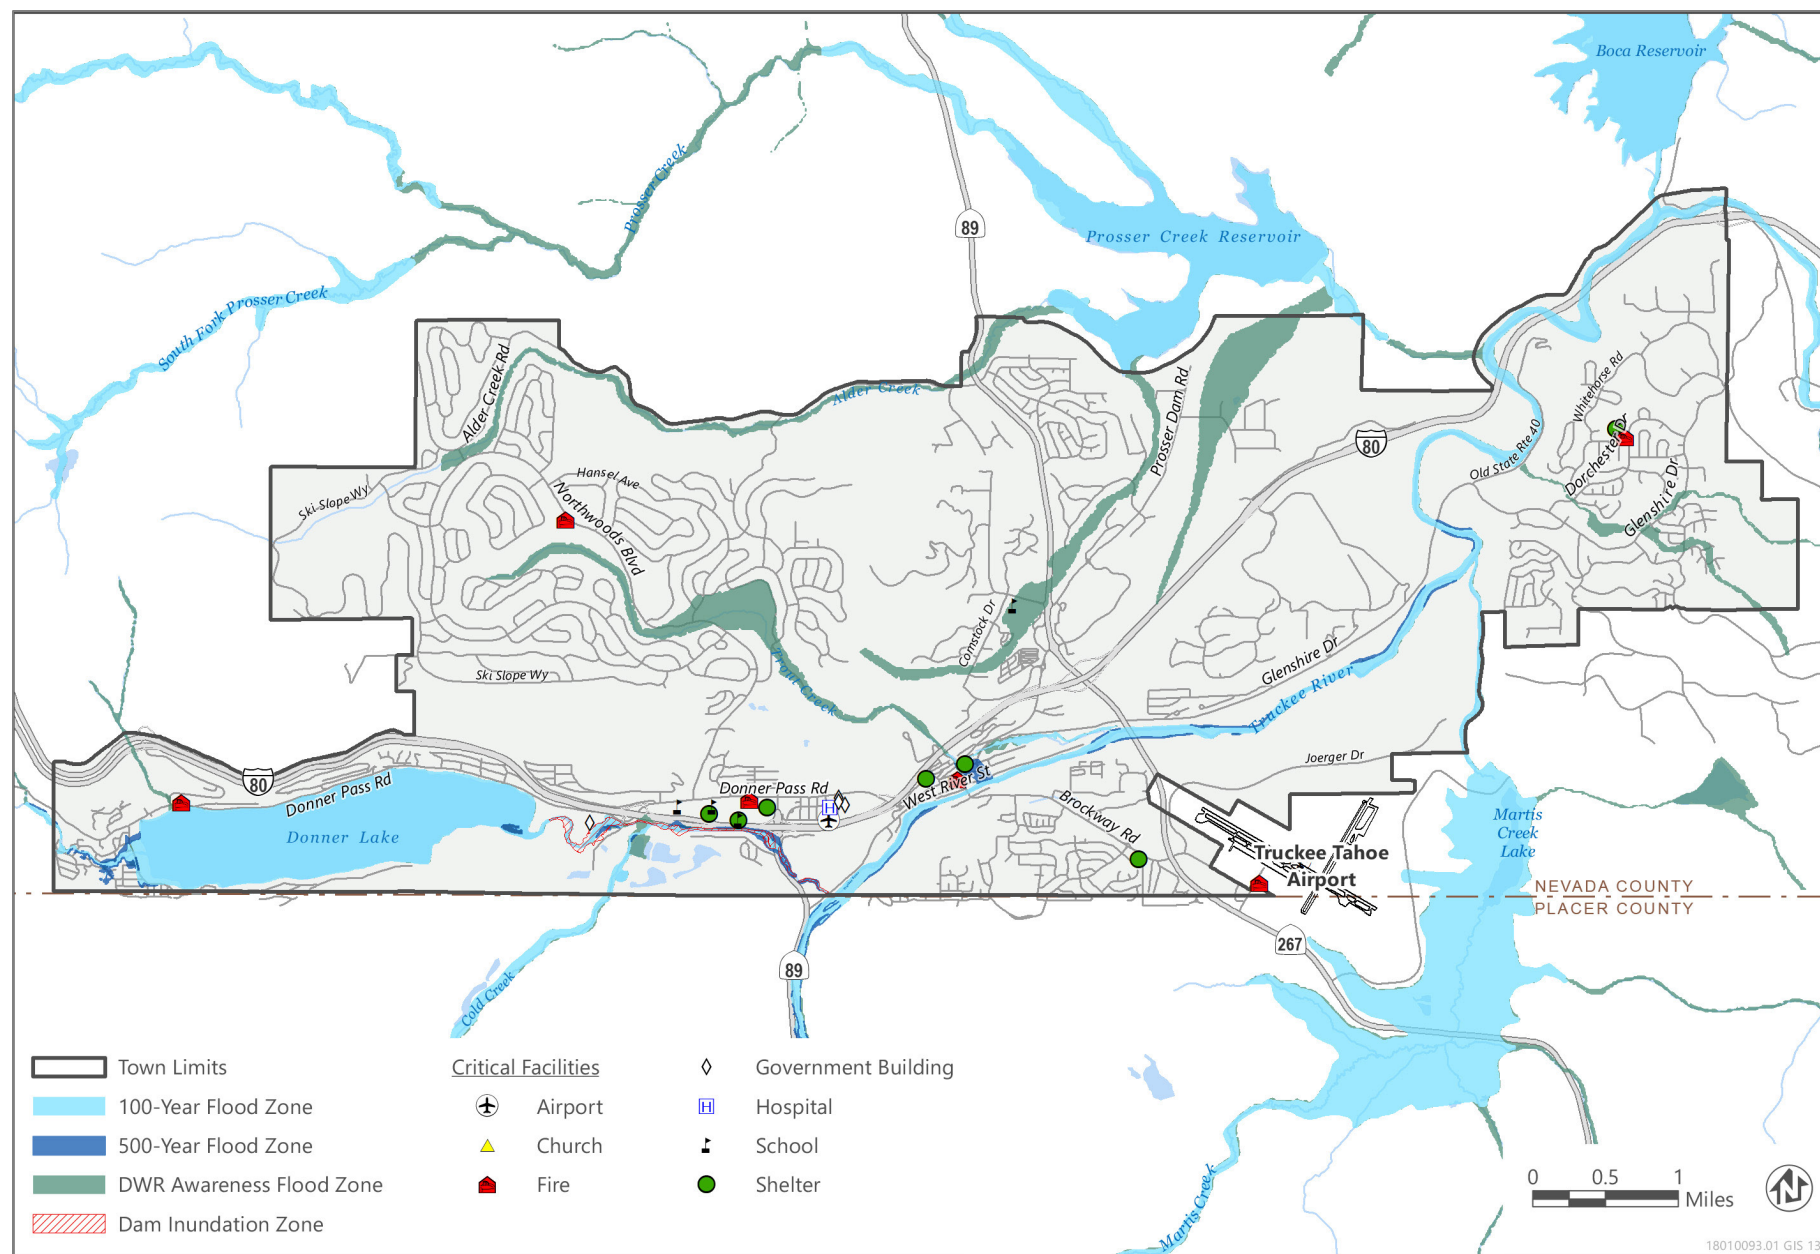 Boca Reservoir
Prosser Creek
89
Prosser Creek Reservoir
South Fork Prosser Creek
Alder Creek Rd
Alder Creek
Prosser Dam Rd
Whitehorse Rd
80
Old State Rte 40
Dorchester Dr
Glenshire Dr
Ski Slope Wy
Hansel Ave
Northwoods Blvd
Comstock Dr
Glenshire Dr
Ski Slope Wy
Trout Creek
Truckee River
Joerger Dr
80
Donner Pass Rd
Donner Pass Rd
H
West River St
Brockway Rd
Donner Lake
Martis
Creek
Lake
Truckee Tahoe
Airport
NEVADA COUNTY
PLACER COUNTY
267
89
Cold Creek
Martis Creek
Town Limits
100-Year Flood Zone
500-Year Flood Zone
DWR Awareness Flood Zone
Dam Inundation Zone
Critical Facilities
Airport
Church
Fire
Government Building
H Hospital
School
Shelter
0 0.5 1
Miles
N
18010093.01 GIS 13